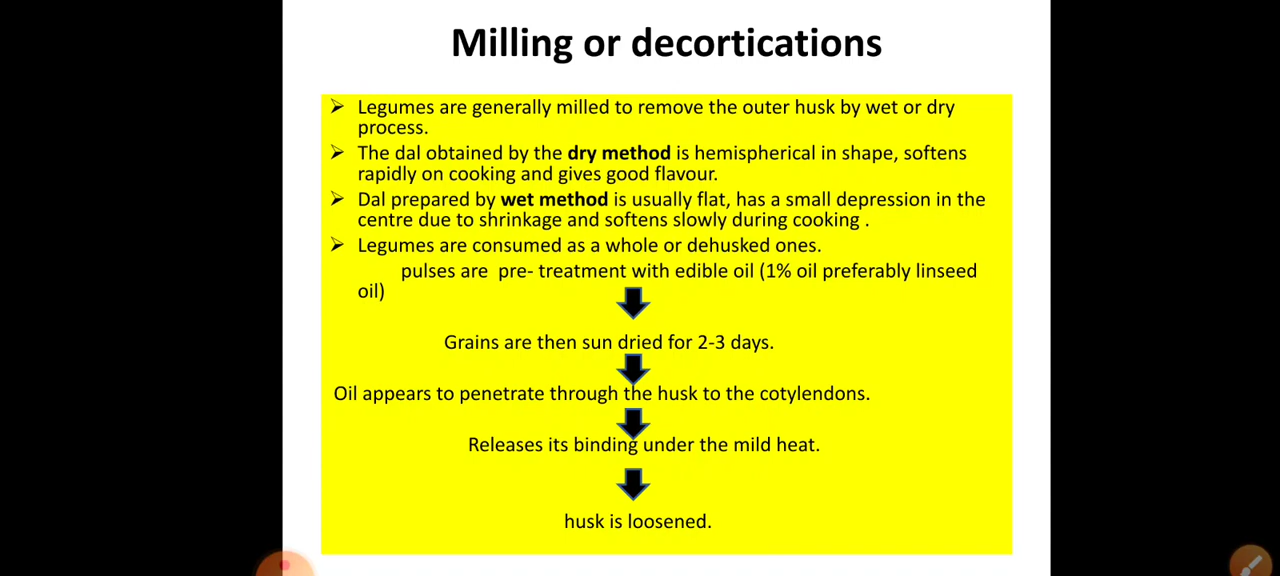 Milling or decortications
➢ Legumes are generally milled to remove the outer husk by wet or dry
process.
➢ The dal obtained by the dry method is hemispherical in shape, softens
rapidly on cooking and gives good flavour.
➢ Dal prepared by wet method is usually flat, has a small depression in the
centre due to shrinkage and softens slowly during cooking .
➢ Legumes are consumed as a whole or dehusked ones.
pulses are pre- treatment with edible oil (1% oil preferably linseed
oil)
Grains are then sun dried for 2-3 days.
Oil appears to penetrate through the husk to the cotylendons.
Releases its binding under the mild heat.
husk is loosened.